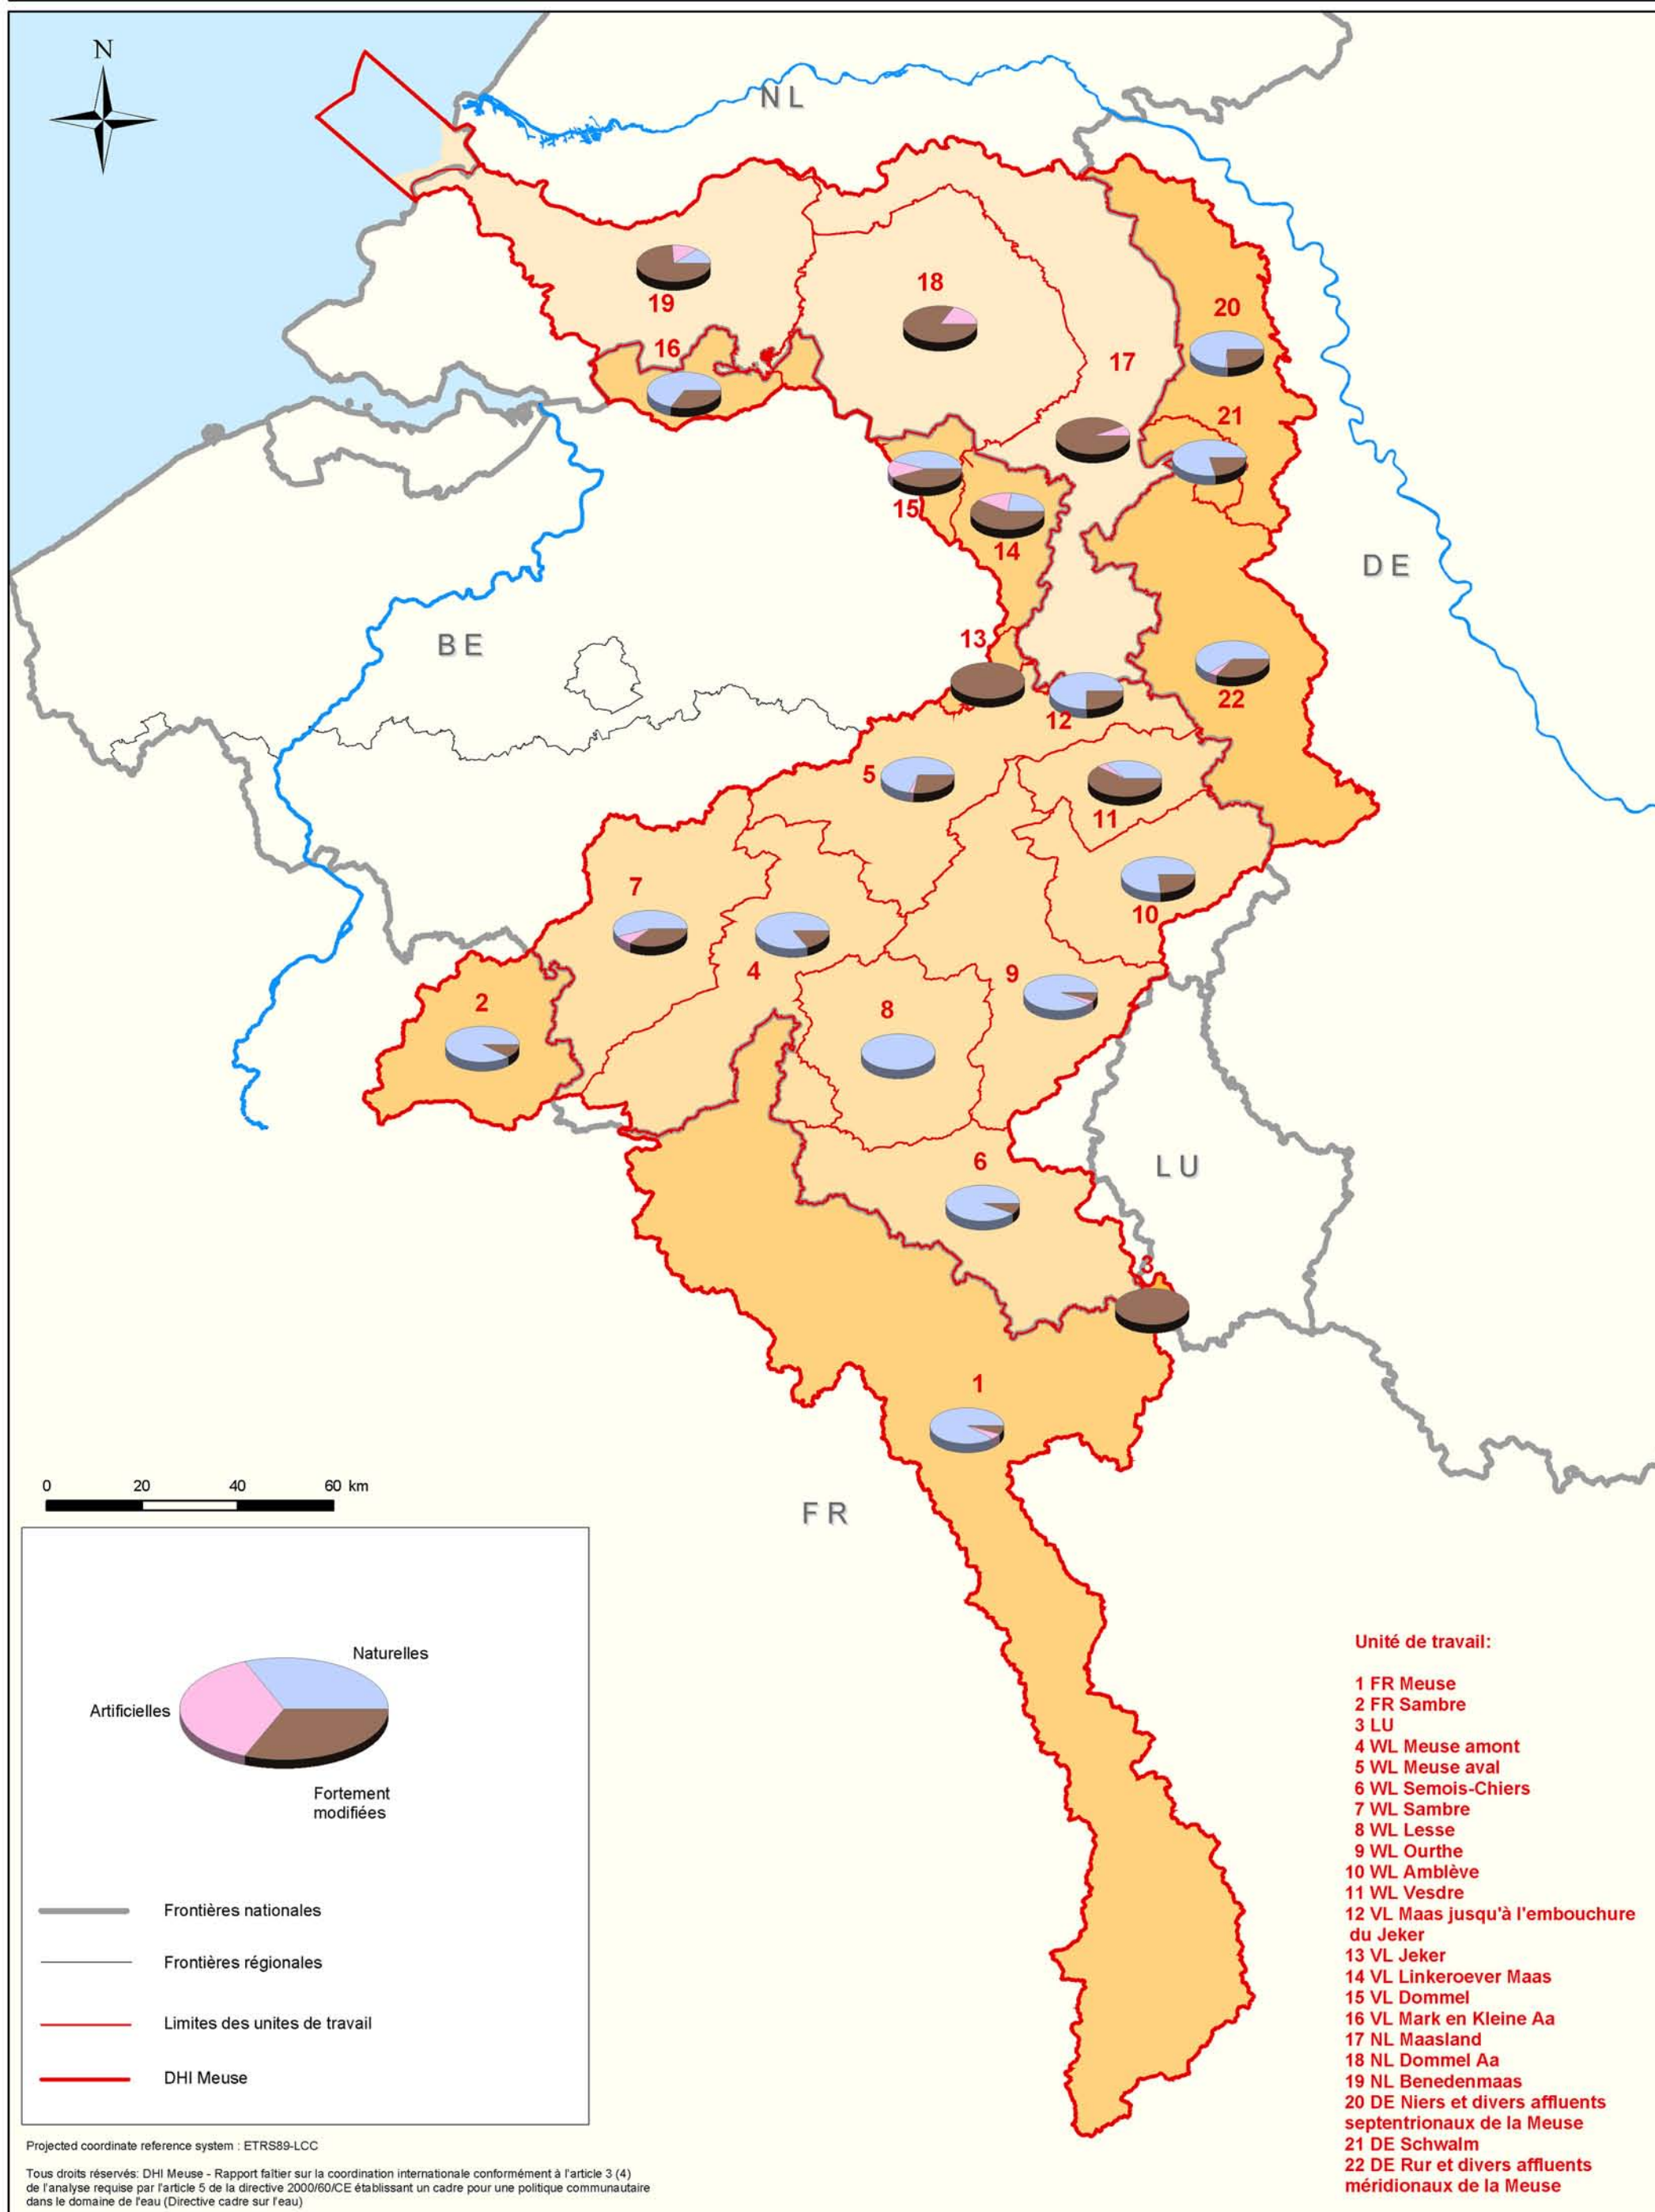 N
NL
19
18
20
16
17
21
15
14
DE
13
BE
22
12
5
11
7
10
4
9
2
8
6
LU
3
1
0 20 40 60 km
FR
Naturelles
Artificielles
Fortement
modifiées
Frontières nationales
Frontières régionales
Limites des unites de travail
DHI Meuse
Unité de travail:
1 FR Meuse
2 FR Sambre
3 LU
4 WL Meuse amont
5 WL Meuse aval
6 WL Semois-Chiers
7 WL Sambre
8 WL Lesse
9 WL Ourthe
10 WL Amblève
11 WL Vesdre
12 VL Maas jusqu'à l'embouchure
du Jeker
13 VL Jeker
14 VL Linkeroever Maas
15 VL Dommel
16 VL Mark en Kleine Aa
17 NL Maasland
18 NL Dommel Aa
19 NL Benedenmaas
20 DE Niers et divers affluents
septentrionaux de la Meuse
21 DE Schwalm
22 DE Rur et divers affluents
méridionaux de la Meuse
Projected coordinate reference system : ETRS89-LCC
Tous droits réservés: DHI Meuse - Rapport faîtier sur la coordination internationale conformément à l'article 3 (4)
de l'analyse requise par l'article 5 de la directive 2000/60/CE établissant un cadre pour une politique communautaire
dans le domaine de l'eau (Directive cadre sur l'eau)